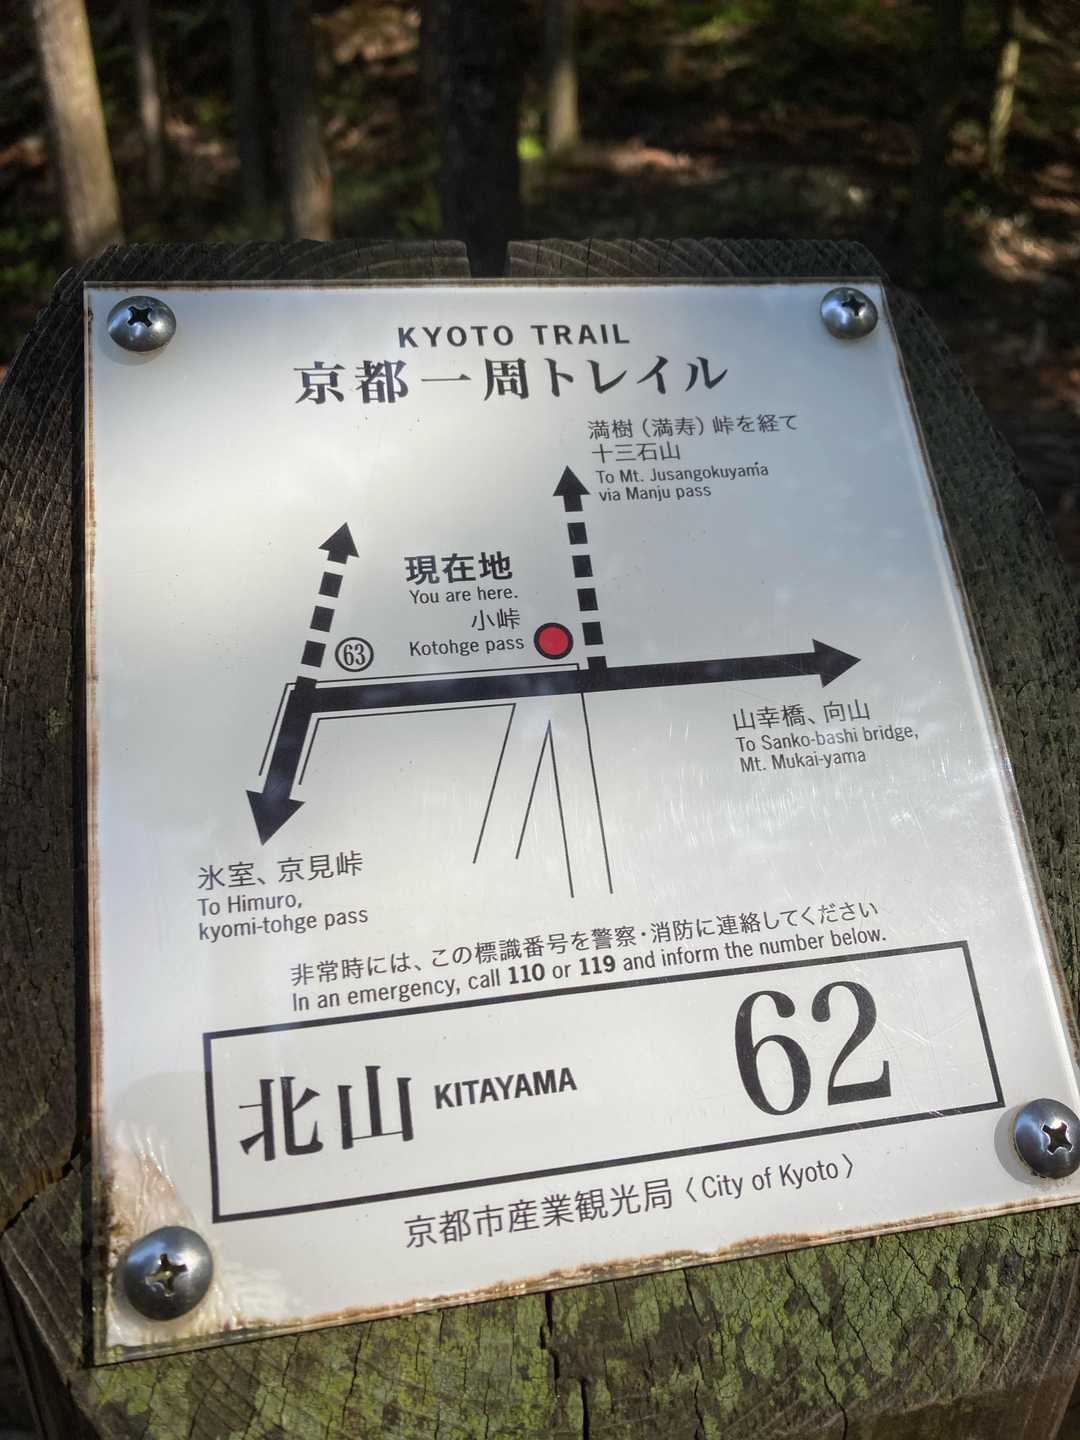 KYOTO TRAIL
京都一周トレイル
満樹（満寿）峠を経て
十三石山
To Mt. Jusangokuyama
via Manju pass
現在地
You are here.
小峠
Kotohge pass
63
山幸橋、向山
To Sanko-bashi bridge,
Mt. Mukai-yama
氷室、京見峠
To Himuro,
kyomi-tohge pass
非常時には、この標識番号を警察・消防に連絡してください
In an emergency, call 110 or 119 and inform the number below.
北山 KITAYAMA 62
京都市産業観光局〈City of Kyoto〉